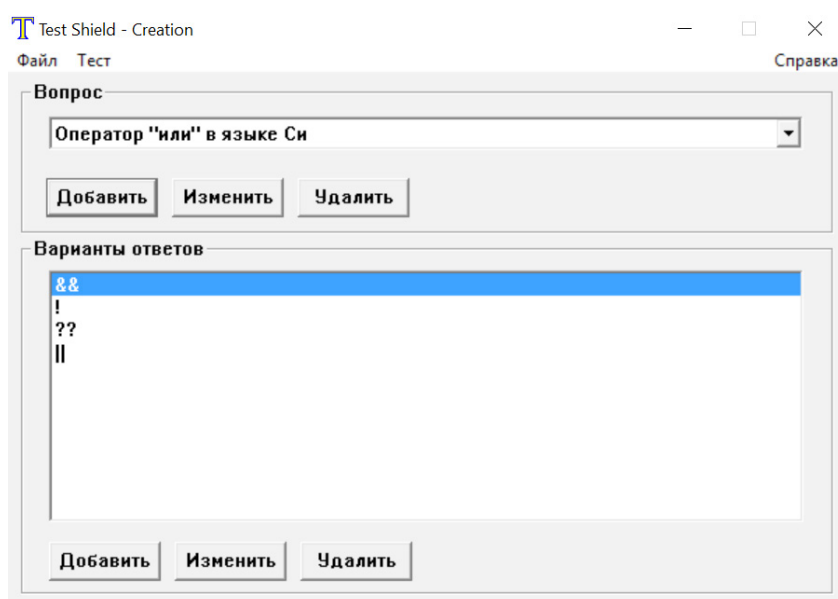 Test Shield - Creation
Файл Тест Справка
Вопрос
Оператор "или" в языке Си
Добавить Изменить Удалить
Варианты ответов
&&
!
??
||
Добавить Изменить Удалить